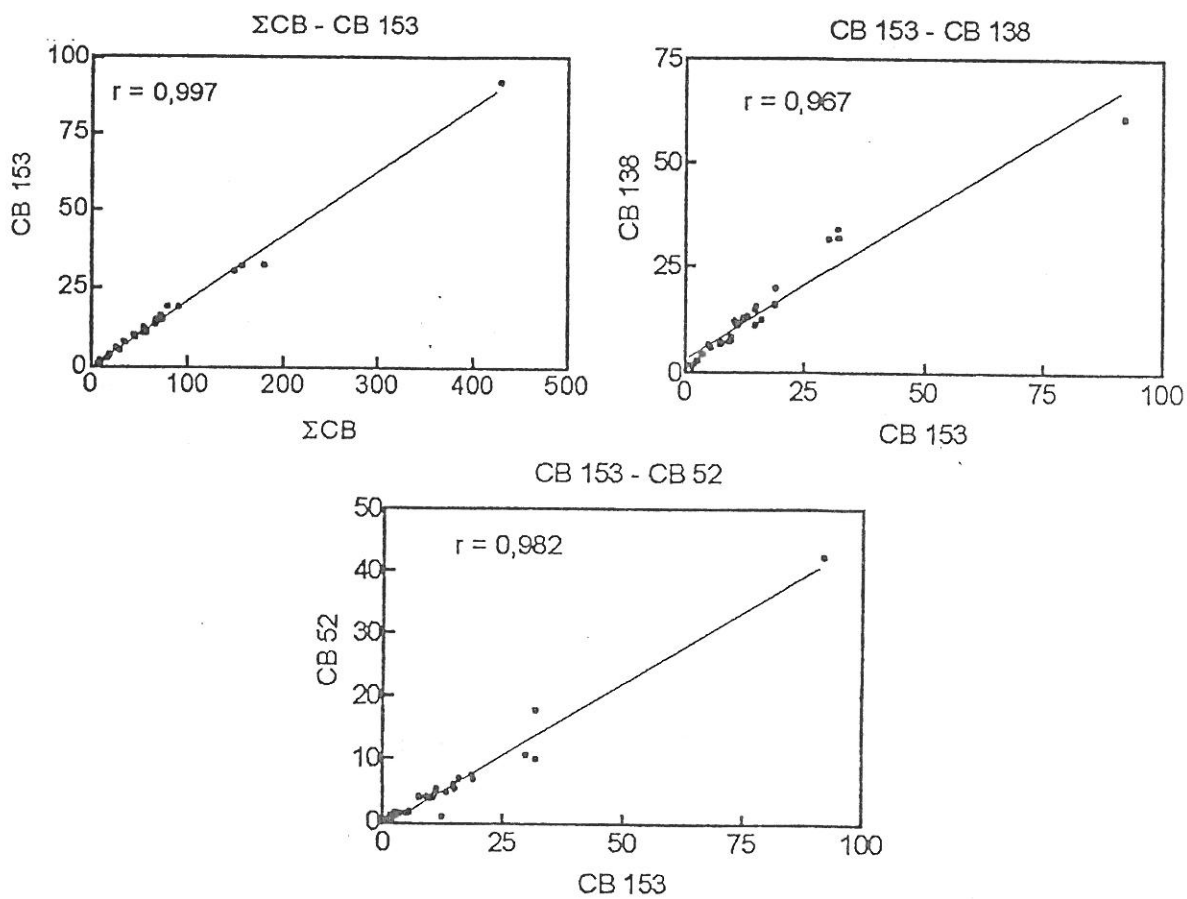 ΣCB - CB 153
100
75
50
25
0
CB 153
r = 0,997
0 100 200 300 400 500
ΣCB
CB 153 - CB 138
75
50
25
0
CB 138
r = 0,967
0 25 50 75 100
CB 153
CB 153 - CB 52
50
40
30
20
10
0
CB 52
r = 0,982
0 25 50 75 100
CB 153